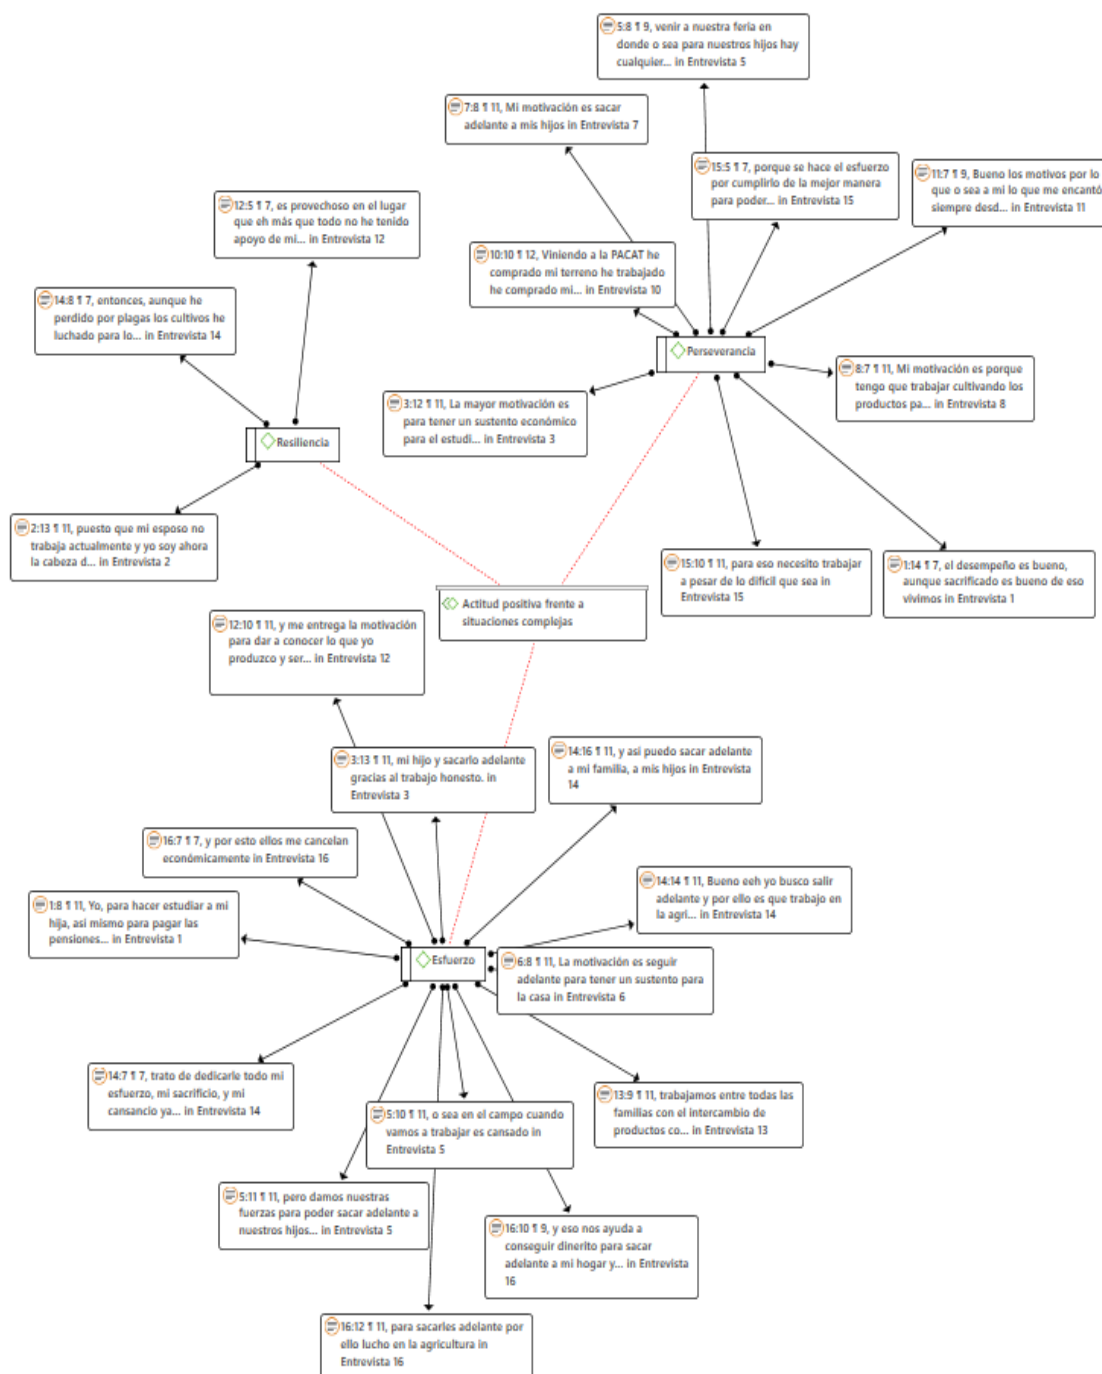 5:8 ¶ 9, venir a nuestra feria en
donde o sea para nuestros hijos hay
cualquier... in Entrevista 5
7:8 ¶ 11, Mi motivación es sacar
adelante a mis hijos in Entrevista 7
15:5 ¶ 7, porque se hace el esfuerzo
por cumplirlo de la mejor manera
para poder... in Entrevista 15
11:7 ¶ 9, Bueno los motivos por lo
que o sea a mi lo que me encantó
siempre desd... in Entrevista 11
12:5 ¶ 7, es provechoso en el lugar
que eh más que todo no he tenido
apoyo de mi... in Entrevista 12
10:10 ¶ 12, Viniendo a la PACAT he
comprado mi terreno he trabajado
he comprado mi... in Entrevista 10
14:8 ¶ 7, entonces, aunque he
perdido por plagas los cultivos he
luchado para lo... in Entrevista 14
Perseverancia
8:7 ¶ 11, Mi motivación es porque
tengo que trabajar cultivando los
productos pa... in Entrevista 8
3:12 ¶ 11, La mayor motivación es
para tener un sustento económico
para el estudi... in Entrevista 3
Resiliencia
2:13 ¶ 11, puesto que mi esposo no
trabaja actualmente y yo soy ahora
la cabeza d... in Entrevista 2
15:10 ¶ 11, para eso necesito trabajar
a pesar de lo dificil que sea in
Entrevista 15
1:14 ¶ 7, el desempeño es bueno,
aunque sacrificado es bueno de eso
vivimos in Entrevista 1
Actitud positiva frente a
situaciones complejas
12:10 ¶ 11, y me entrega la motivación
para dar a conocer lo que yo
produzco y ser... in Entrevista 12
3:13 ¶ 11, mi hijo y sacarlo adelante
gracias al trabajo honesto. in
Entrevista 3
14:16 ¶ 11, y asi puedo sacar adelante
a mi familia, a mis hijos in Entrevista
14
16:7 ¶ 7, y por esto ellos me cancelan
económicamente in Entrevista 16
1:8 ¶ 11, Yo, para hacer estudiar a mi
hija, asi mismo para pagar las
pensiones... in Entrevista 1
14:14 ¶ 11, Bueno eeh yo busco salir
adelante y por ello es que trabajo en
la agri... in Entrevista 14
Esfuerzo
6:8 ¶ 11, La motivación es seguir
adelante para tener un sustento para
la casa in Entrevista 6
14:7 ¶ 7, trato de dedicarle todo mi
esfuerzo, mi sacrificio, y mi
cansancio ya... in Entrevista 14
5:10 ¶ 11, o sea en el campo cuando
vamos a trabajar es cansado in
Entrevista 5
13:9 ¶ 11, trabajamos entre todas las
familias con el intercambio de
productos co... in Entrevista 13
5:11 ¶ 11, pero damos nuestras
fuerzas para poder sacar adelante a
nuestros hijos... in Entrevista 5
16:10 ¶ 9, y eso nos ayuda a
conseguir dinerito para sacar
adelante a mi hogar y... in Entrevista
16
16:12 ¶ 11, para sacarles adelante por
ello lucho en la agricultura in
Entrevista 16